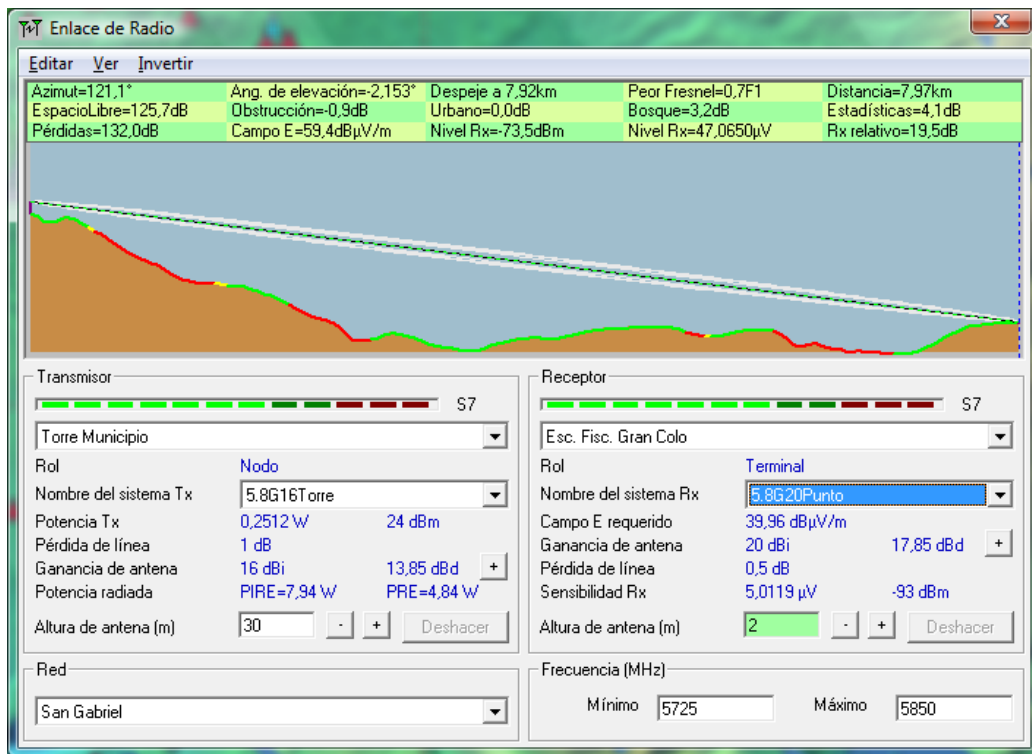 Enlace de Radio
Editar Ver Invertir
Azimut=121,1° Ang. de elevación=-2,153° Despeje a 7,92km Peor Fresnel=0,7F1 Distancia=7,97km
EspacioLibre=125,7dB Obstrucción=-0,9dB Urbano=0,0dB Bosque=3,2dB Estadísticas=4,1dB
Pérdidas=132,0dB Campo E=59,4dBµV/m Nivel Rx=-73,5dBm Nivel Rx=47,0650µV Rx relativo=19,5dB
Transmisor
S7
Torre Municipio
Rol Nodo
Nombre del sistema Tx 5.8G16Torre
Potencia Tx 0,2512 W 24 dBm
Pérdida de línea 1 dB
Ganancia de antena 16 dBi 13,85 dBd +
Potencia radiada PIRE=7,94 W PRE=4,84 W
Altura de antena (m) 30 - + Deshacer
Receptor
S7
Esc. Fisc. Gran Colo
Rol Terminal
Nombre del sistema Rx 5.8G20Punto
Campo E requerido 39,96 dBµV/m
Ganancia de antena 20 dBi 17,85 dBd +
Pérdida de línea 0,5 dB
Sensibilidad Rx 5,0119 µV -93 dBm
Altura de antena (m) 2 - + Deshacer
Red
San Gabriel
Frecuencia (MHz)
Mínimo 5725 Máximo 5850